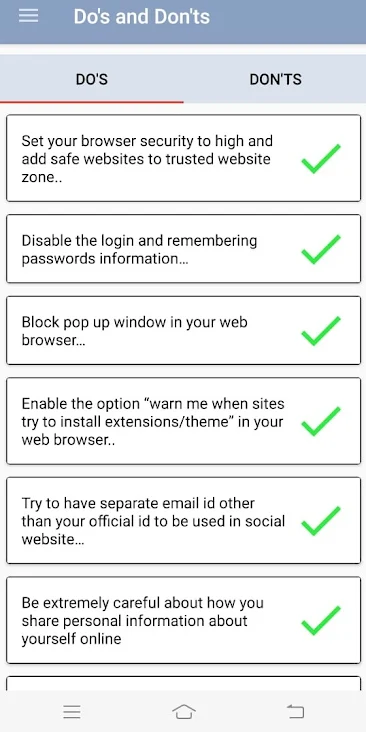 Do's and Don'ts
DO'S
DON'TS
Set your browser security to high and
add safe websites to trusted website
zone..
Disable the login and remembering
passwords information...
Block pop up window in your web
browser...
Enable the option “warn me when sites
try to install extensions/theme” in your
web browser..
Try to have separate email id other
than your official id to be used in social
website...
Be extremely careful about how you
share personal information about
yourself online